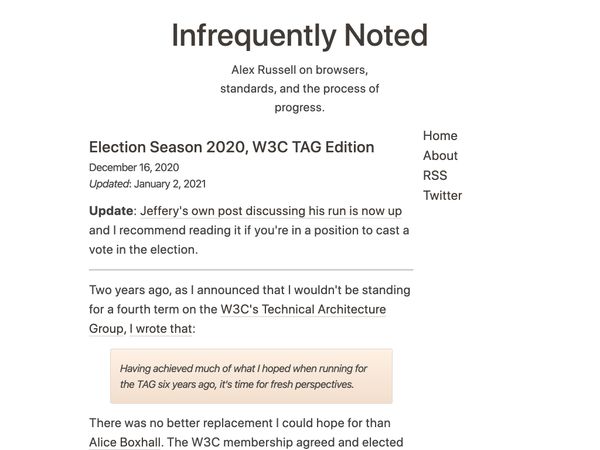 Infrequently Noted
Alex Russell on browsers,
standards, and the process of
progress.
Home
About
RSS
Twitter
Election Season 2020, W3C TAG Edition
December 16, 2020
Updated: January 2, 2021
Update: Jeffery's own post discussing his run is now up
and I recommend reading it if you're in a position to cast a
vote in the election.
Two years ago, as I announced that I wouldn't be standing
for a fourth term on the W3C's Technical Architecture
Group, I wrote that:
Having achieved much of what I hoped when running for
the TAG six years ago, it's time for fresh perspectives.
There was no better replacement I could hope for than
Alice Boxhall. The W3C membership agreed and elected